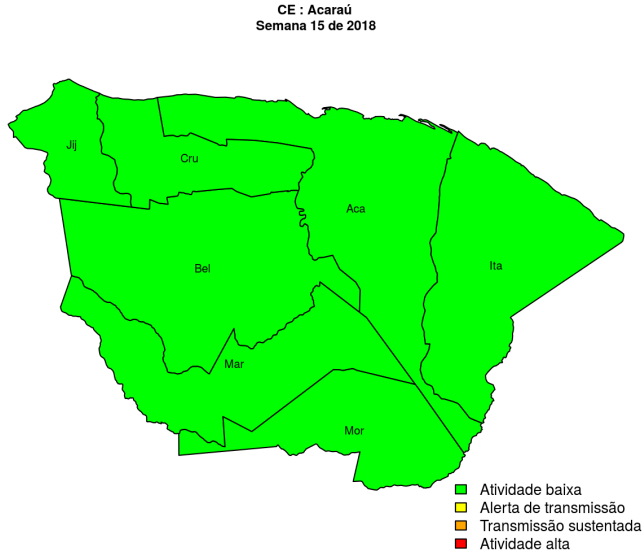 CE : Acaraú
Semana 15 de 2018
Jij
Cru
Aca
Bel
Ita
Mar
Mor
Atividade baixa
Alerta de transmissão
Transmissão sustentada
Atividade alta